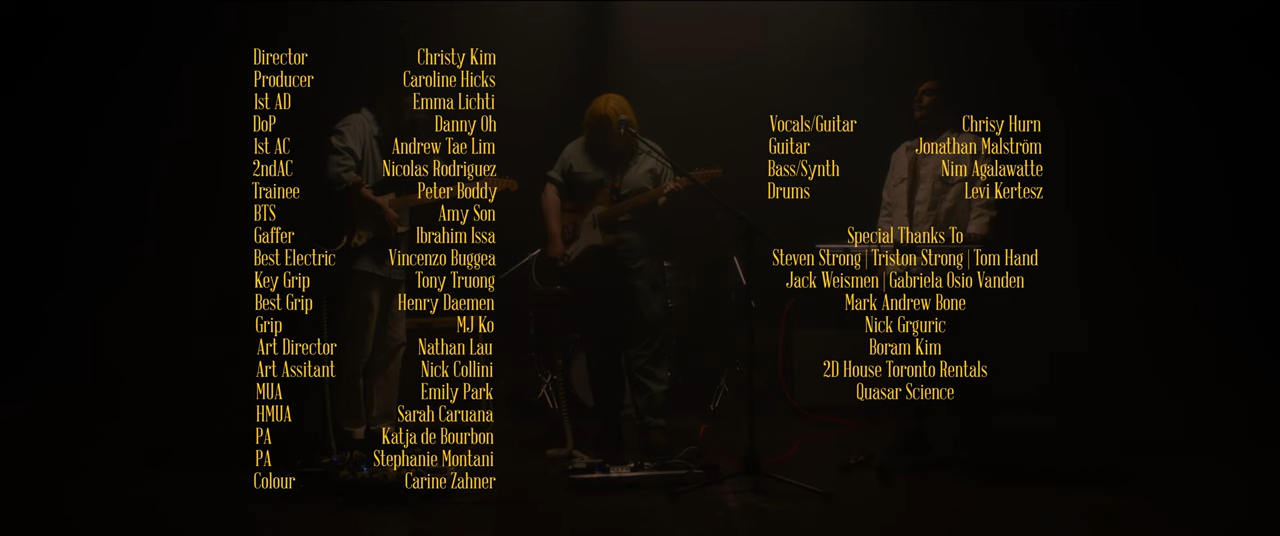 Director Christy Kim
Producer Caroline Hicks
1st AD Emma Lichti
DoP Danny Oh
1st AC Andrew Tae Lim
2ndAC Nicolas Rodriguez
Trainee Peter Boddy
BTS Amy Son
Gaffer Ibrahim Issa
Best Electric Vincenzo Buggea
Key Grip Tony Truong
Best Grip Henry Daemen
Grip MJ Ko
Art Director Nathan Lau
Art Assitant Nick Collini
MUA Emily Park
HMUA Sarah Caruana
PA Katja de Bourbon
PA Stephanie Montani
Colour Carine Zahner
Vocals/Guitar Chrisy Hurn
Guitar Jonathan Malström
Bass/Synth Nim Agalawatte
Drums Levi Kertesz
Special Thanks To
Steven Strong | Triston Strong | Tom Hand
Jack Weismen | Gabriela Osio Vanden
Mark Andrew Bone
Nick Grguric
Boram Kim
2D House Toronto Rentals
Quasar Science